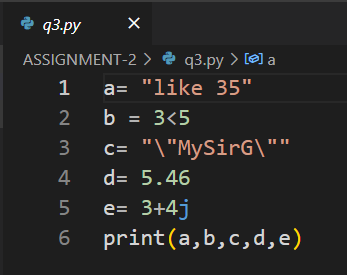 q3.py ×
ASSIGNMENT-2 > q3.py > a
1 a= "like 35"
2 b = 3<5
3 c= "\"MySirG\""
4 d= 5.46
5 e= 3+4j
6 print(a,b,c,d,e)